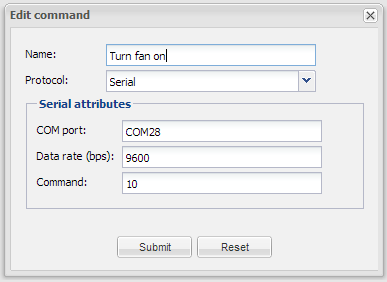 Edit command
Name: Turn fan on
Protocol: Serial
Serial attributes
COM port: COM28
Data rate (bps): 9600
Command: 10
Submit Reset